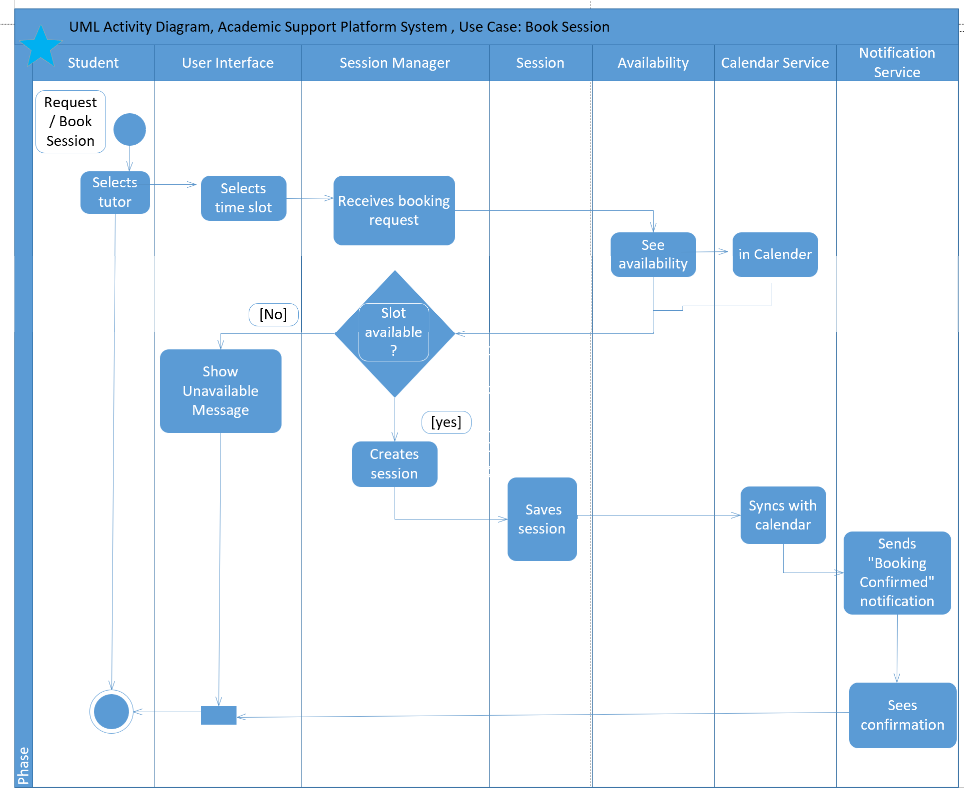 UML Activity Diagram, Academic Support Platform System , Use Case: Book Session
Student
User Interface
Session Manager
Session
Availability
Calendar Service
Notification
Service
Request
/ Book
Session
Selects
tutor
Selects
time slot
Receives booking
request
See
availability
in Calender
[No]
Slot
available
?
Show
Unavailable
Message
[yes]
Creates
session
Saves
session
Syncs with
calendar
Sends
"Booking
Confirmed"
notification
Sees
confirmation
Phase